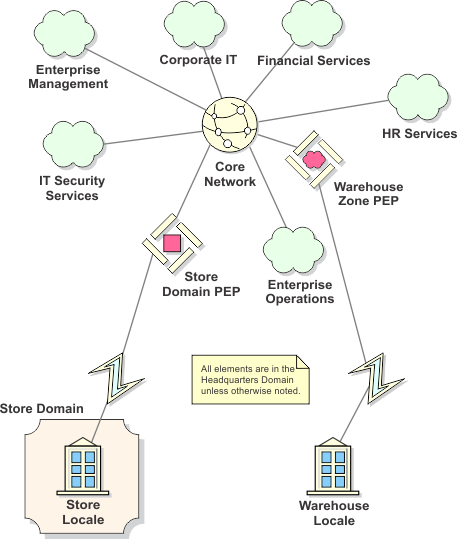 Corporate IT
Financial Services
Enterprise
Management
HR Services
IT Security
Services
Core
Network
Warehouse
Zone PEP
Store
Domain PEP
Enterprise
Operations
All elements are in the
Headquarters Domain
unless otherwise noted.
Store Domain
Store
Locale
Warehouse
Locale